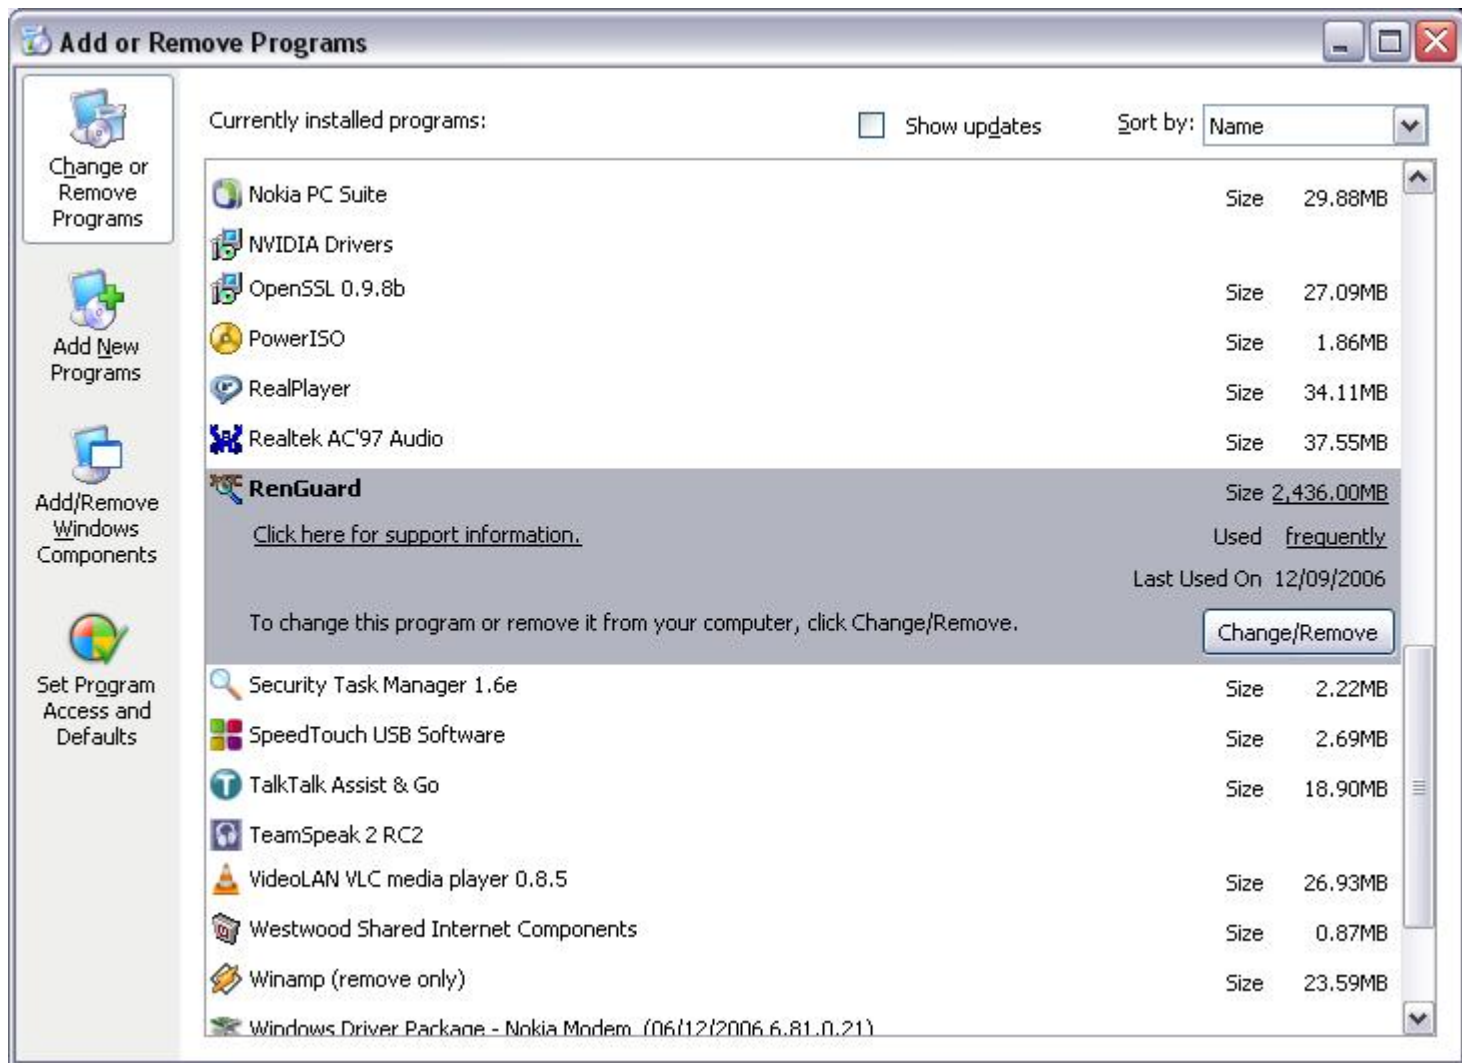 Add or Remove Programs
Change or
Remove
Programs
Add New
Programs
Add/Remove
Windows
Components
Set Program
Access and
Defaults
Currently installed programs: Show updates Sort by: Name
Nokia PC Suite Size 29.88MB
NVIDIA Drivers
OpenSSL 0.9.8b Size 27.09MB
PowerISO Size 1.86MB
RealPlayer Size 34.11MB
Realtek AC'97 Audio Size 37.55MB
RenGuard Size 2,436.00MB
Click here for support information. Used frequently
Last Used On 12/09/2006
To change this program or remove it from your computer, click Change/Remove. Change/Remove
Security Task Manager 1.6e Size 2.22MB
SpeedTouch USB Software Size 2.69MB
TalkTalk Assist & Go Size 18.90MB
TeamSpeak 2 RC2
VideoLAN VLC media player 0.8.5 Size 26.93MB
Westwood Shared Internet Components Size 0.87MB
Winamp (remove only) Size 23.59MB
Windows Driver Package - Nokia Modem (06/12/2006 6.81.0.21)